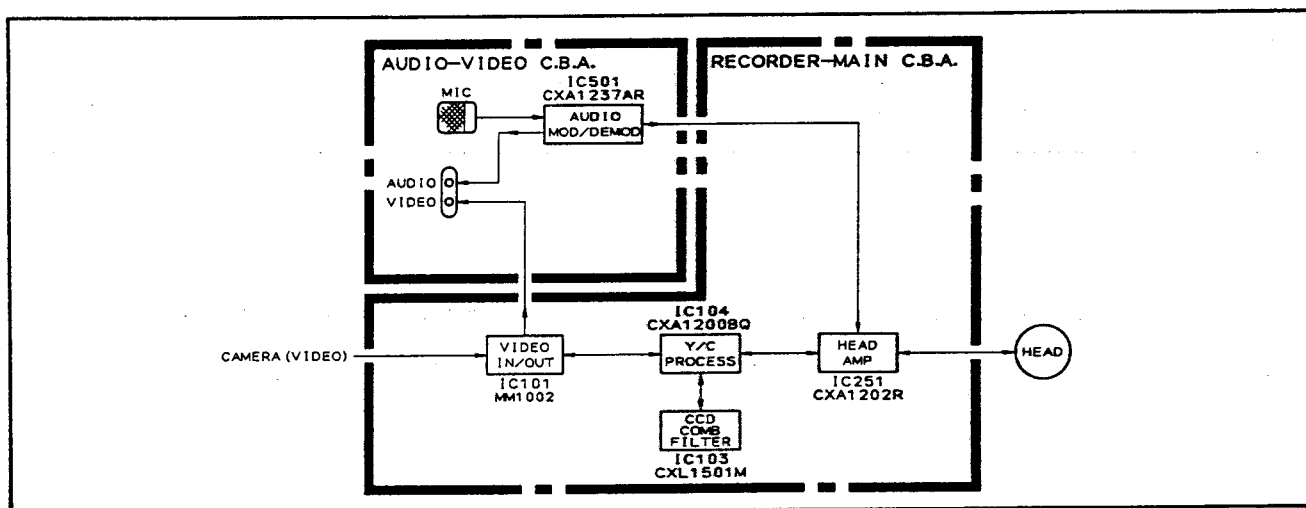 AUDIO-VIDEO C.B.A.
RECORDER-MAIN C.B.A.
IC501
CXA1237AR
MIC
AUDIO
MOD/DEMOD
AUDIO
VIDEO
IC104
CXA1200BQ
CAMERA (VIDEO)
VIDEO
IN/OUT
Y/C
PROCESS
HEAD
AMP
HEAD
IC101
MM1002
IC251
CXA1202R
CCD
COMB
FILTER
IC103
CXL1501M